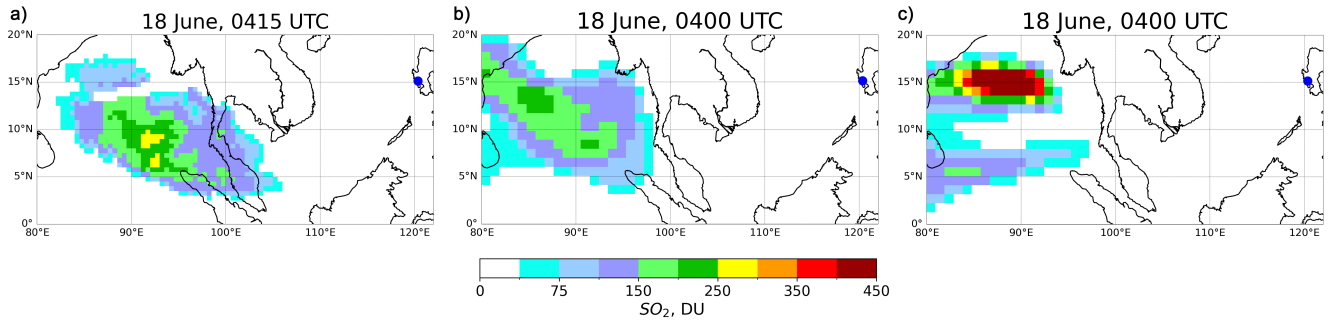 a) 18 June, 0415 UTC
20°N
15°N
10°N
5°N
0°
80°E 90°E 100°E 110°E 120°E
b) 18 June, 0400 UTC
20°N
15°N
10°N
5°N
0°
80°E 90°E 100°E 110°E 120°E
c) 18 June, 0400 UTC
20°N
15°N
10°N
5°N
0°
80°E 90°E 100°E 110°E 120°E
0 75 150 250 350 450
SO₂, DU